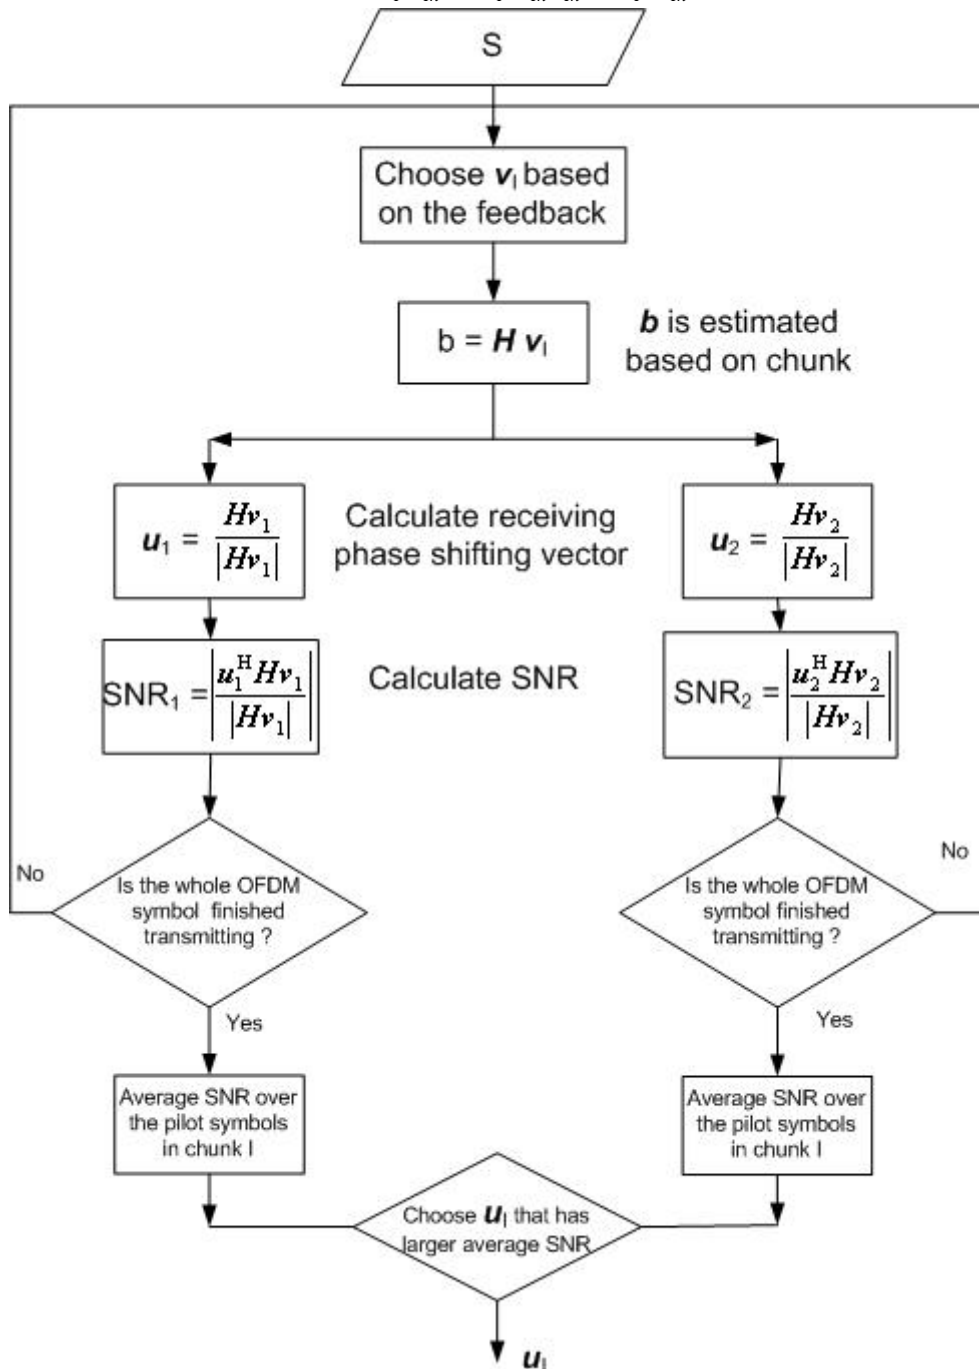 S
Choose v_l based
on the feedback
b = H v_l
b is estimated
based on chunk
u_1 = Hv_1 / |Hv_1|
Calculate receiving
phase shifting vector
u_2 = Hv_2 / |Hv_2|
SNR_1 = |u_1^H Hv_1 / |Hv_1||
Calculate SNR
SNR_2 = |u_2^H Hv_2 / |Hv_2||
No
Is the whole OFDM
symbol finished
transmitting ?
Is the whole OFDM
symbol finished
transmitting ?
No
Yes
Yes
Average SNR over
the pilot symbols
in chunk l
Average SNR over
the pilot symbols
in chunk l
Choose u_l that has
larger average SNR
u_l